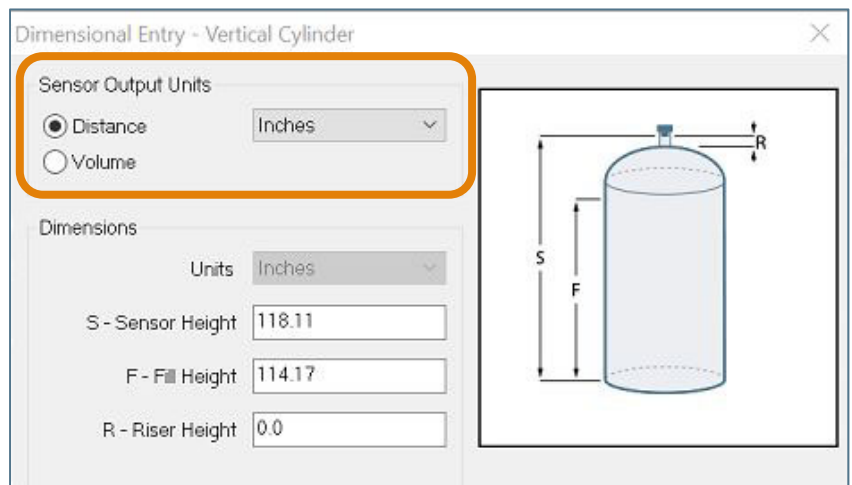 Dimensional Entry - Vertical Cylinder
Sensor Output Units
Distance
Inches
Volume
Dimensions
Units
Inches
S - Sensor Height
118.11
F - Fill Height
114.17
R - Riser Height
0.0
R
S
F